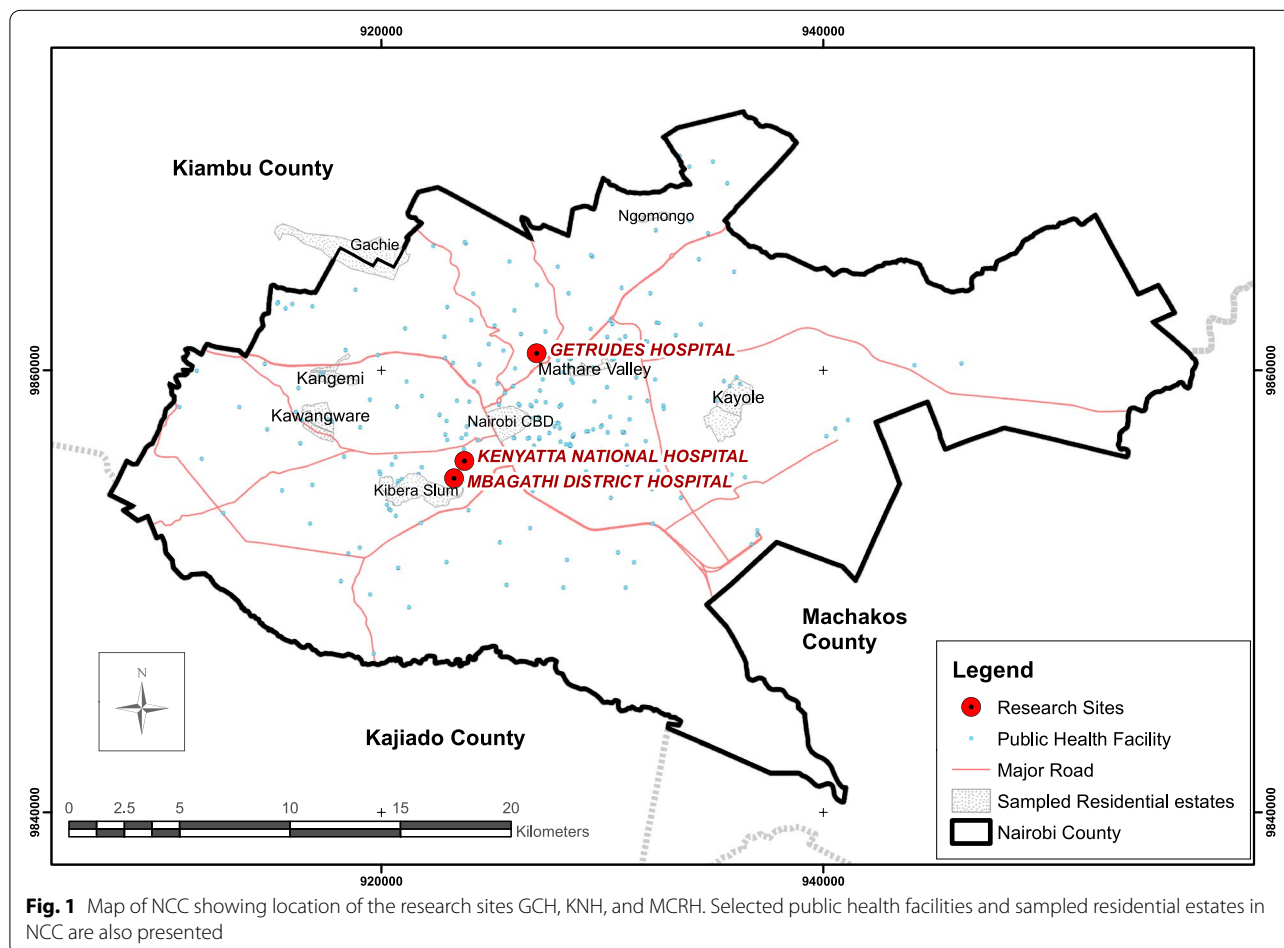 920000
940000
Kiambu County
Ngomongo
Gachie
GETRUDES HOSPITAL
9860000
Mathare Valley
9860000
Kangemi
Kayole
Kawangware
Nairobi CBD
KENYATTA NATIONAL HOSPITAL
MBAGATHI DISTRICT HOSPITAL
Kibera Slum
Machakos
County
N
Kajiado County
Legend
Research Sites
Public Health Facility
Major Road
Sampled Residential estates
Nairobi County
0 2.5 5 10 15 20
Kilometers
9840000
9840000
920000
940000
Fig. 1 Map of NCC showing location of the research sites GCH, KNH, and MCRH. Selected public health facilities and sampled residential estates in
NCC are also presented